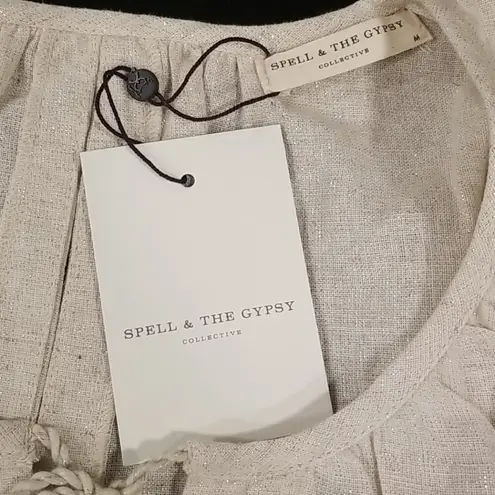 SPELL & THE GYPSY
COLLECTIVE
M
SPELL & THE GYPSY
COLLECTIVE